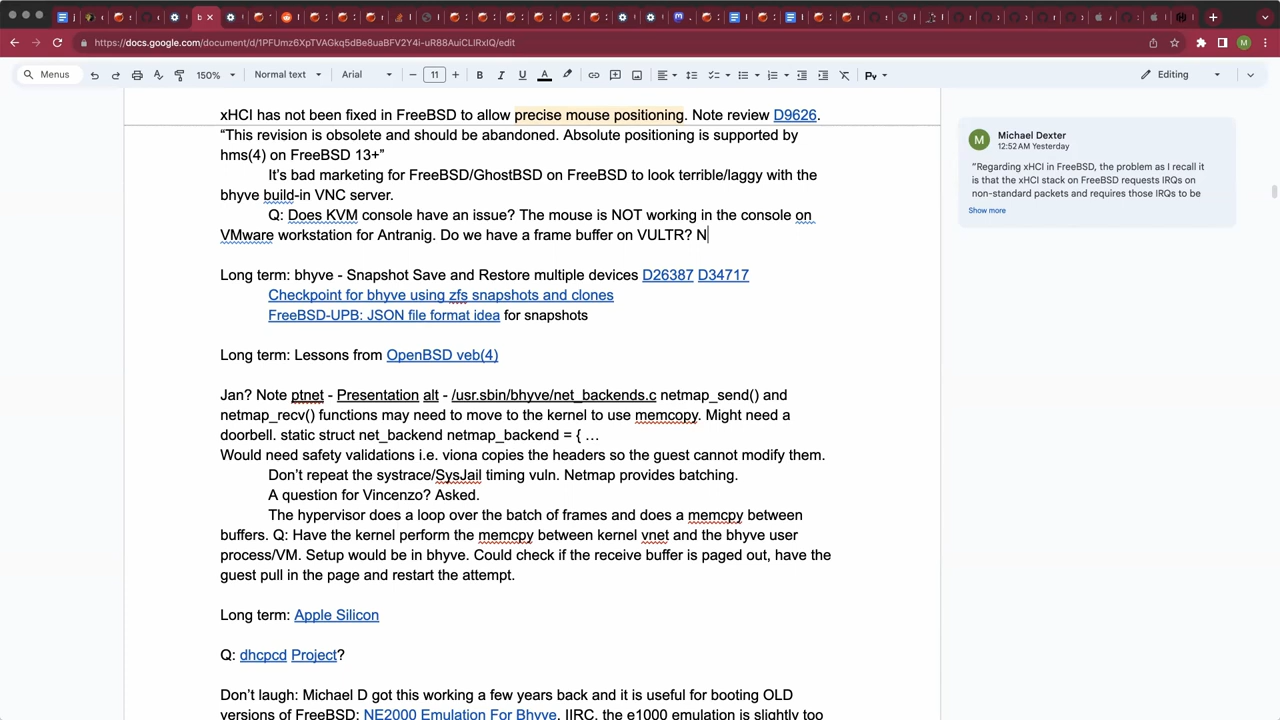 https://docs.google.com/document/d/1PFUmz6XpTVAGkq5dBe8uaBFV2Y4i-uR88AuiCLlRxIQ/edit
M
Menus
150%
Normal text
Arial
11
Editing
xHCI has not been fixed in FreeBSD to allow precise mouse positioning. Note review D9626.
“This revision is obsolete and should be abandoned. Absolute positioning is supported by
hms(4) on FreeBSD 13+”
It’s bad marketing for FreeBSD/GhostBSD on FreeBSD to look terrible/laggy with the
bhyve build-in VNC server.
Q: Does KVM console have an issue? The mouse is NOT working in the console on
VMware workstation for Antranig. Do we have a frame buffer on VULTR? N
Long term: bhyve - Snapshot Save and Restore multiple devices D26387 D34717
Checkpoint for bhyve using zfs snapshots and clones
FreeBSD-UPB: JSON file format idea for snapshots
Long term: Lessons from OpenBSD veb(4)
Jan? Note ptnet - Presentation alt - /usr.sbin/bhyve/net_backends.c netmap_send() and
netmap_recv() functions may need to move to the kernel to use memcopy. Might need a
doorbell. static struct net_backend netmap_backend = { …
Would need safety validations i.e. viona copies the headers so the guest cannot modify them.
Don’t repeat the systrace/SysJail timing vuln. Netmap provides batching.
A question for Vincenzo? Asked.
The hypervisor does a loop over the batch of frames and does a memcpy between
buffers. Q: Have the kernel perform the memcpy between kernel vnet and the bhyve user
process/VM. Setup would be in bhyve. Could check if the receive buffer is paged out, have the
guest pull in the page and restart the attempt.
Long term: Apple Silicon
Q: dhcpcd Project?
Don’t laugh: Michael D got this working a few years back and it is useful for booting OLD
versions of FreeBSD: NE2000 Emulation For Bhyve. IIRC, the e1000 emulation is slightly too
M
Michael Dexter
12:52 AM Yesterday
"Regarding xHCI in FreeBSD, the problem as I recall it
is that the xHCI stack on FreeBSD requests IRQs on
non-standard packets and requires those IRQs to be
Show more